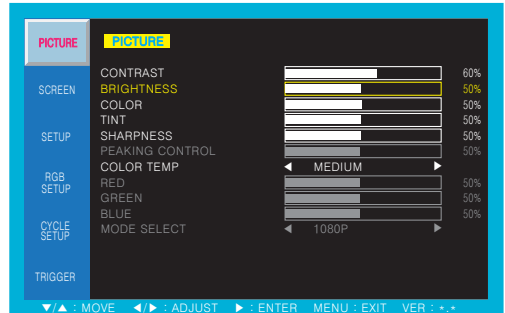 PICTURE
SCREEN
SETUP
RGB
SETUP
CYCLE
SETUP
TRIGGER
PICTURE
CONTRAST 60%
BRIGHTNESS 50%
COLOR 50%
TINT 50%
SHARPNESS 50%
PEAKING CONTROL 50%
COLOR TEMP ◀ MEDIUM ▶
RED 50%
GREEN 50%
BLUE 50%
MODE SELECT ◀ 1080P ▶
▼/▲ : MOVE ◀/▶ : ADJUST ▶ : ENTER MENU : EXIT VER : *.*